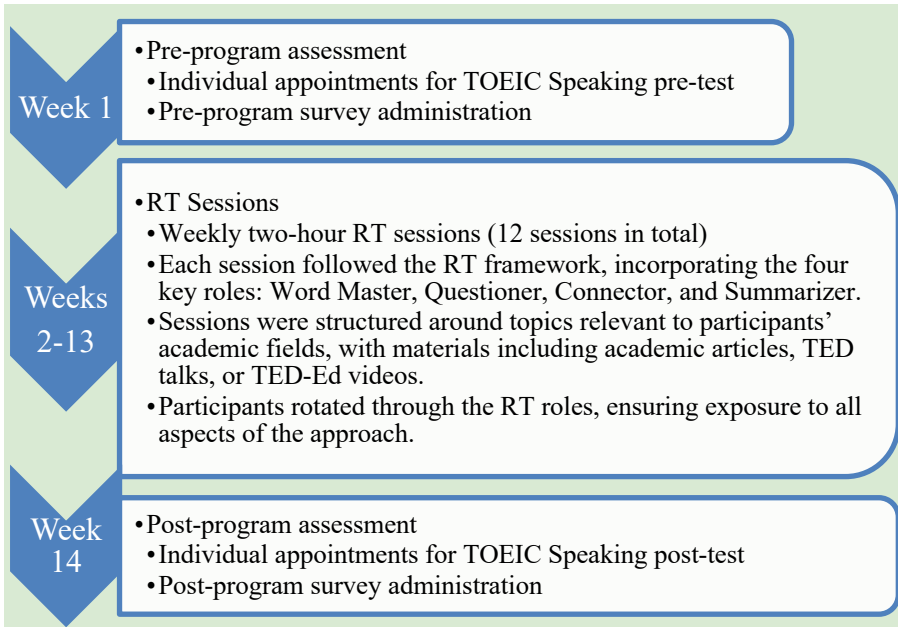 Week 1
•Pre-program assessment
•Individual appointments for TOEIC Speaking pre-test
•Pre-program survey administration
Weeks
2-13
•RT Sessions
•Weekly two-hour RT sessions (12 sessions in total)
•Each session followed the RT framework, incorporating the four
key roles: Word Master, Questioner, Connector, and Summarizer.
•Sessions were structured around topics relevant to participants’
academic fields, with materials including academic articles, TED
talks, or TED-Ed videos.
•Participants rotated through the RT roles, ensuring exposure to all
aspects of the approach.
Week
14
•Post-program assessment
•Individual appointments for TOEIC Speaking post-test
•Post-program survey administration